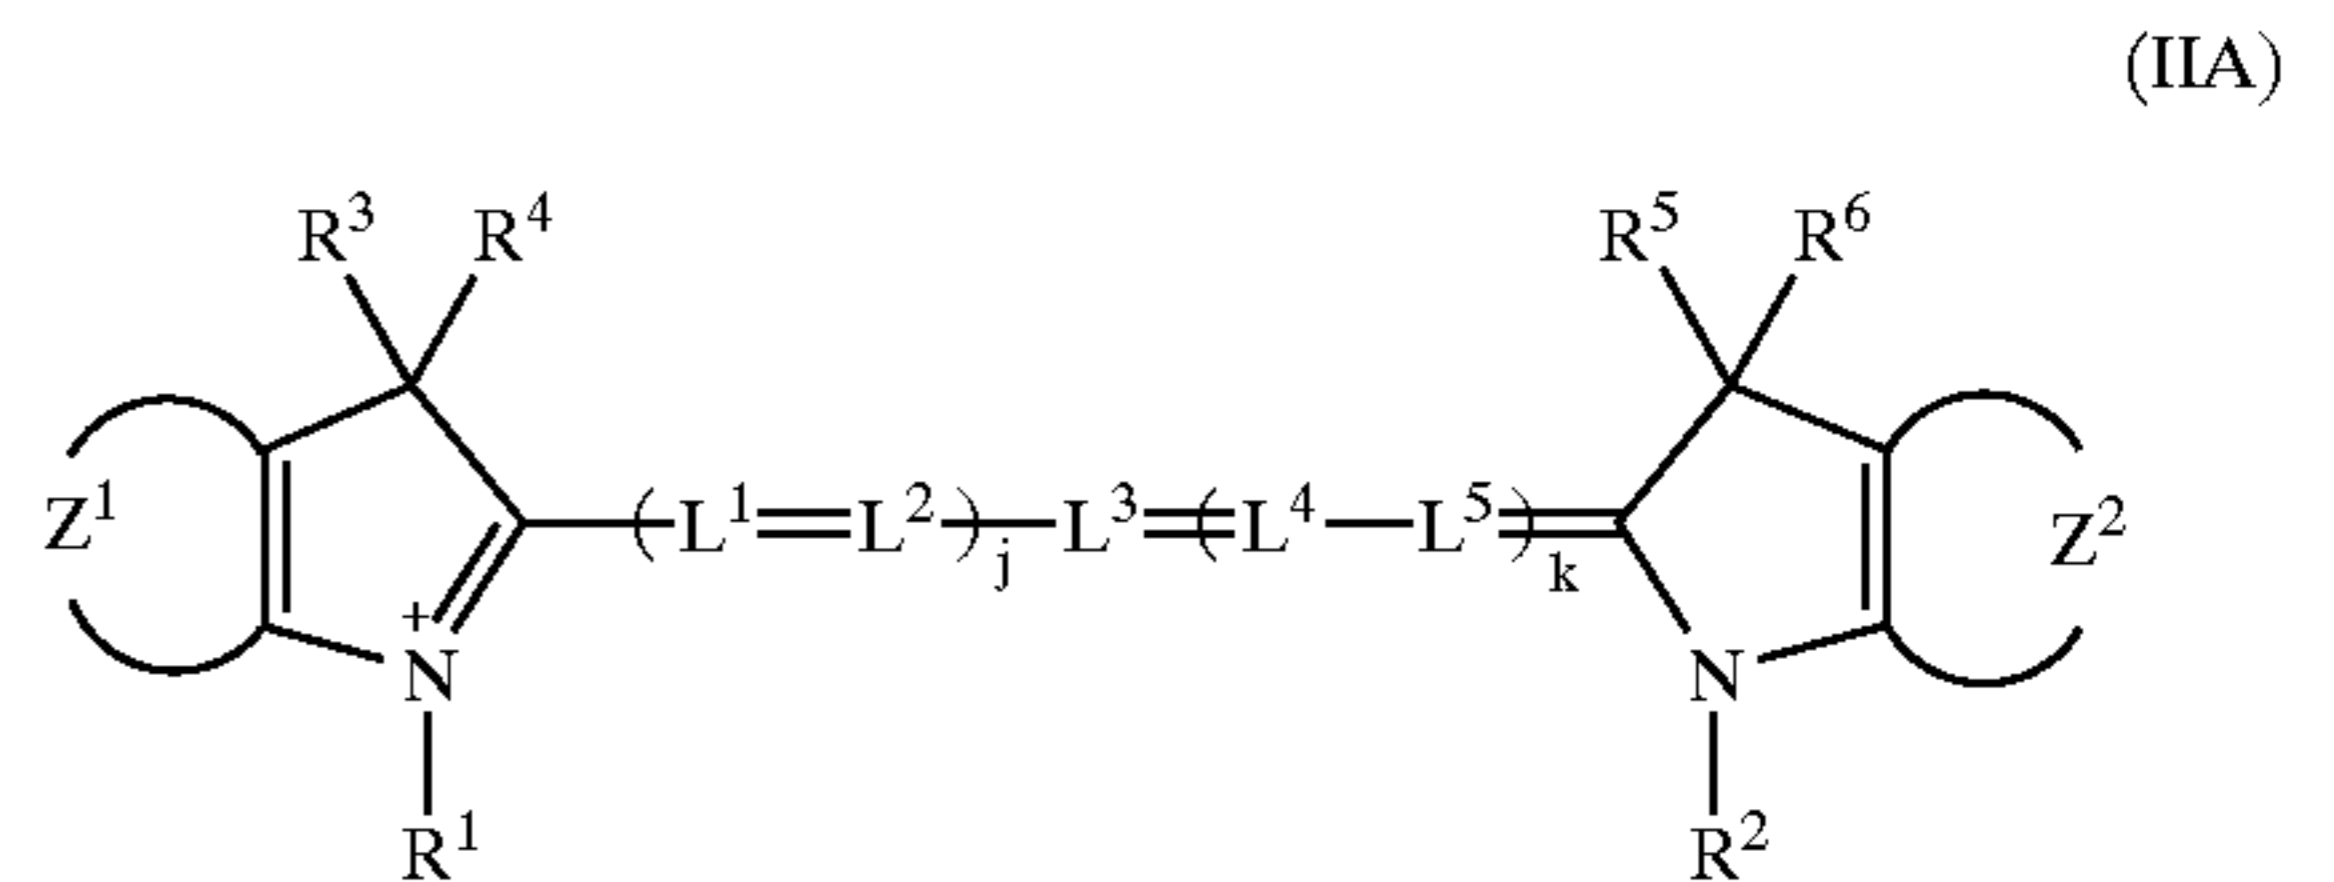 (IIA)
R³ R⁴ R⁵ R⁶
Z¹ (L¹=L²)j—L³=(L⁴—L⁵)k= Z²
+
N N
R¹ R²